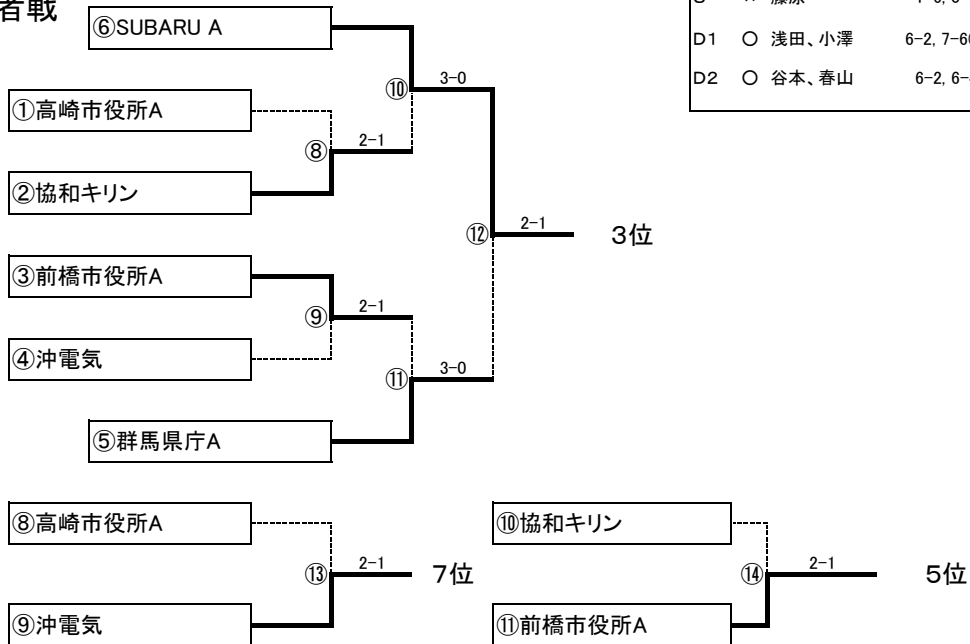 者戦
⑥SUBARU A
D1 ○ 浅田、小澤 6-2, 7-6(
D2 ○ 谷本、春山 6-2, 6-
⑩ 3-0
①高崎市役所A
⑧ 2-1
②協和キリン
⑫ 2-1 3位
③前橋市役所A
⑨ 2-1
④沖電気
⑪ 3-0
⑤群馬県庁A
⑧高崎市役所A
⑩協和キリン
⑬ 2-1 7位
⑭ 2-1 5位
⑨沖電気
⑪前橋市役所A